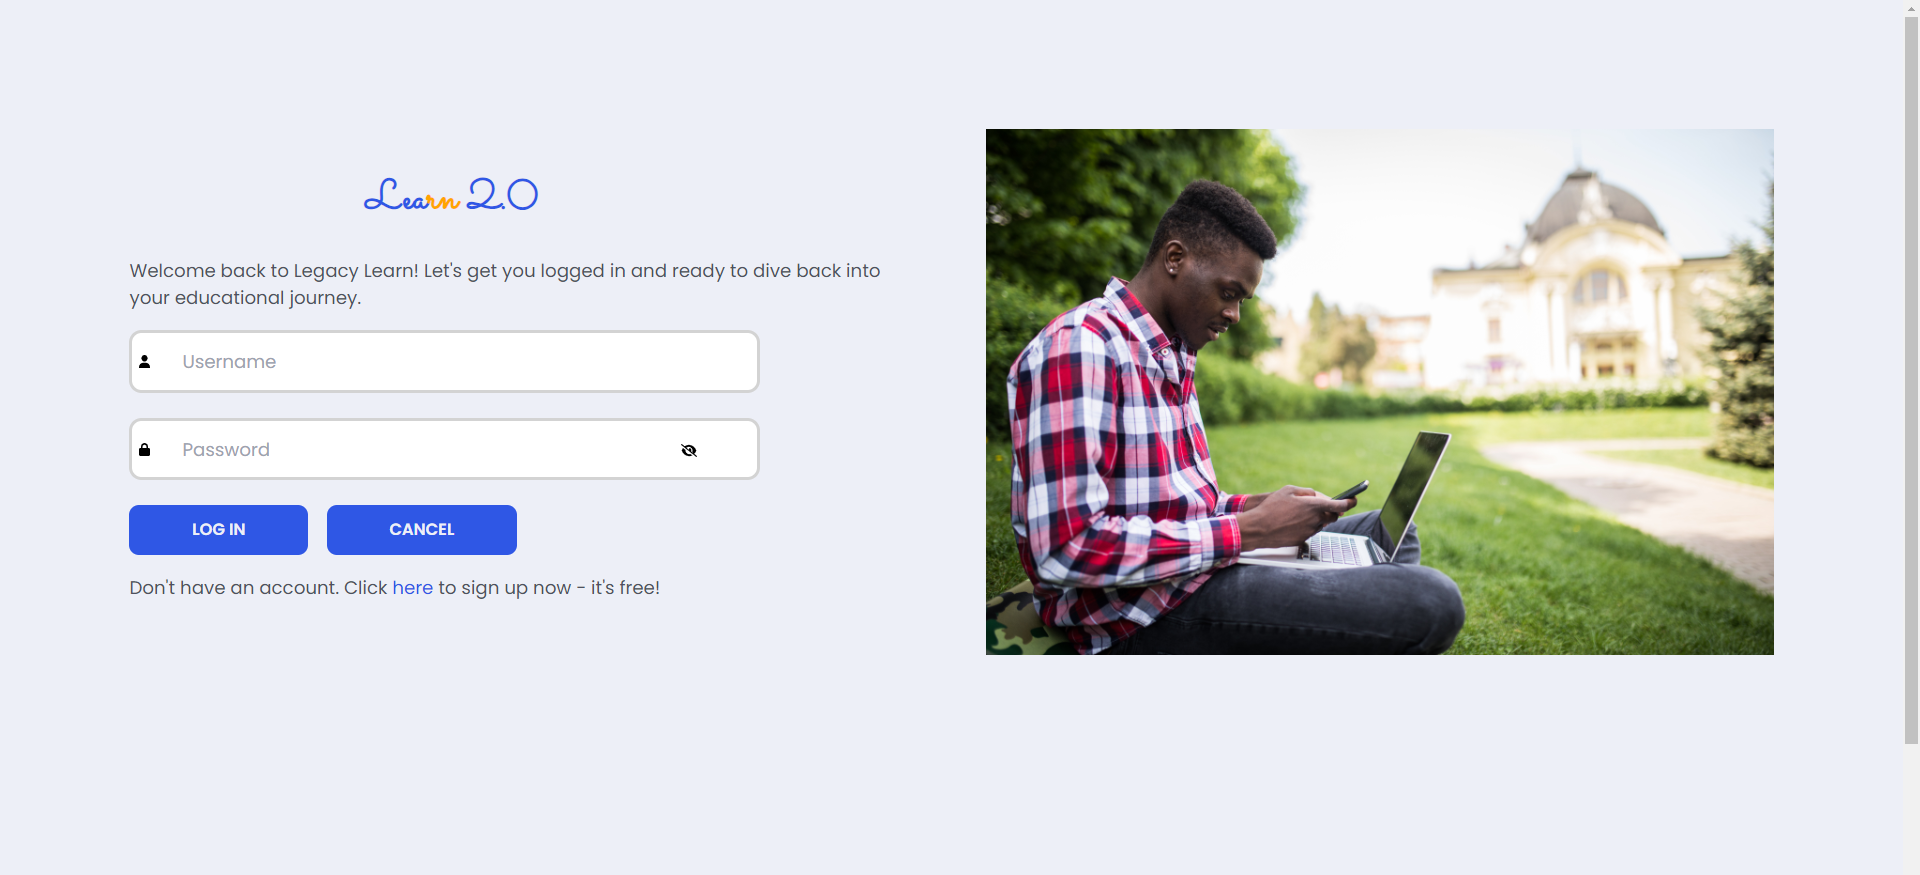 Learn 2.0
Welcome back to Legacy Learn! Let's get you logged in and ready to dive back into
your educational journey.
Username
Password
LOG IN
CANCEL
Don't have an account. Click here to sign up now - it's free!